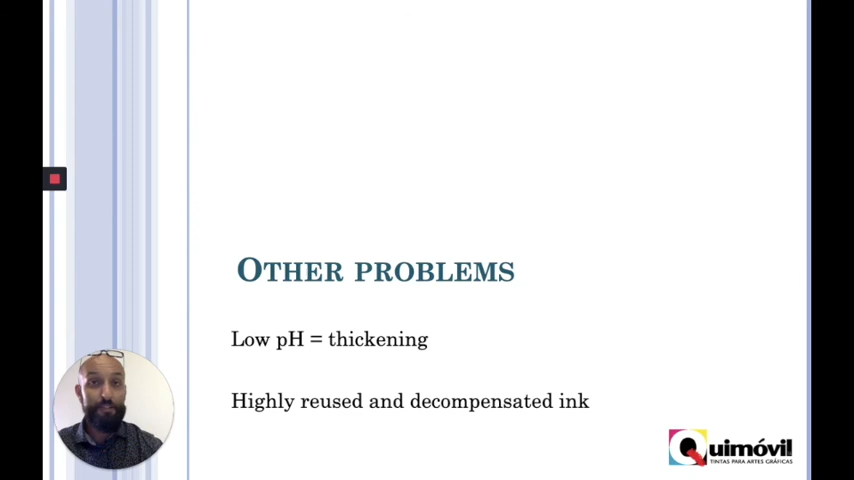 OTHER PROBLEMS
Low pH = thickening
Highly reused and decompensated ink
Quimóvil
TINTAS PARA ARTES GRÁFICAS